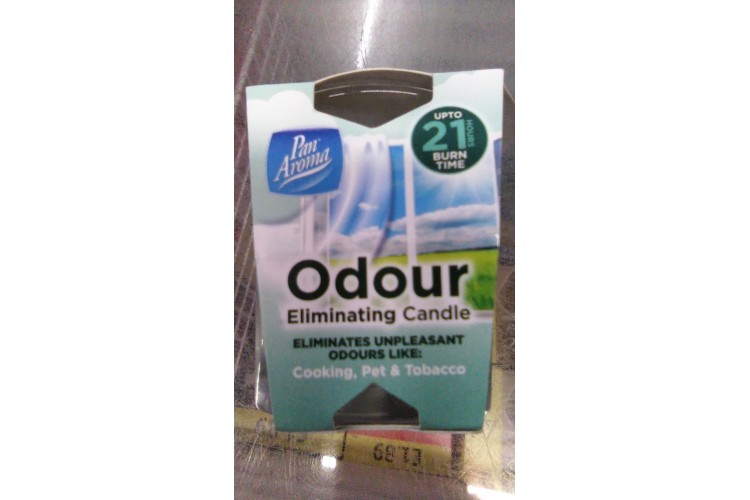 Pan
Aroma
UPTO
21
HOURS
BURN
TIME
Odour
Eliminating Candle
ELIMINATES UNPLEASANT
ODOURS LIKE:
Cooking, Pet & Tobacco